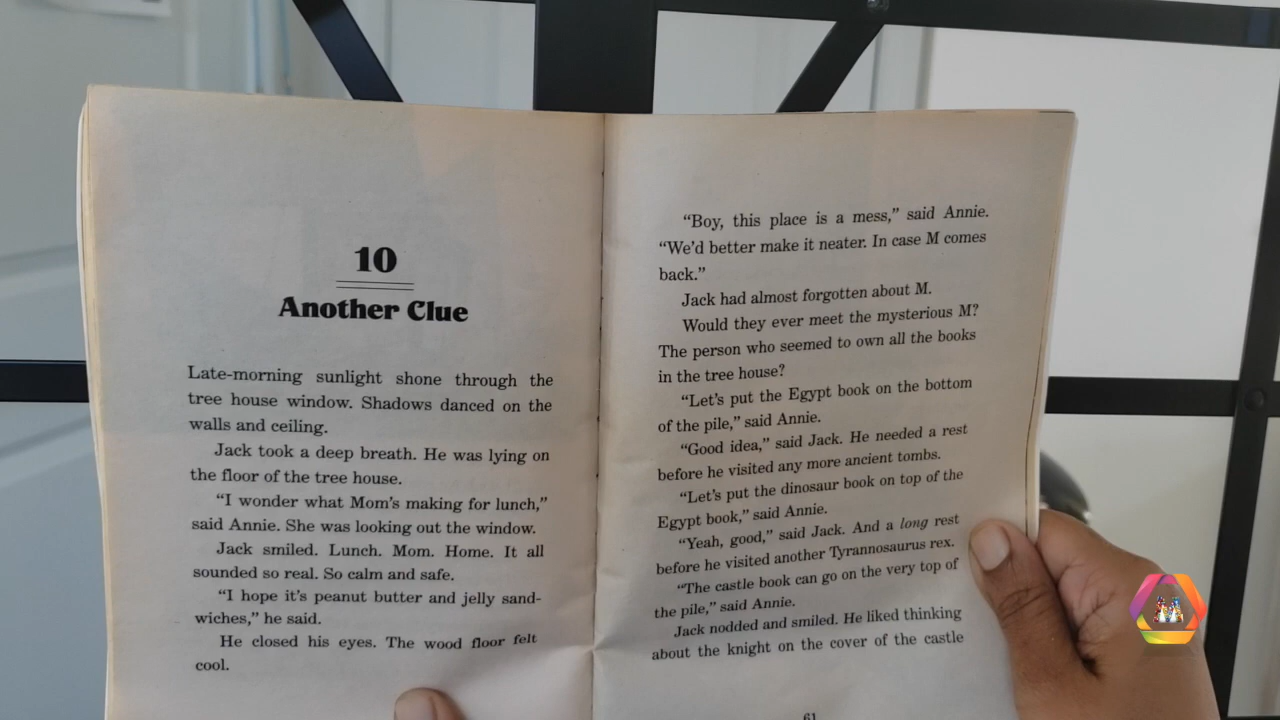 10
Another Clue
Late-morning sunlight shone through the
tree house window. Shadows danced on the
walls and ceiling.
Jack took a deep breath. He was lying on
the floor of the tree house.
“I wonder what Mom’s making for lunch,”
said Annie. She was looking out the window.
Jack smiled. Lunch. Mom. Home. It all
sounded so real. So calm and safe.
“I hope it’s peanut butter and jelly sand-
wiches,” he said.
He closed his eyes. The wood floor felt
cool.
“Boy, this place is a mess,” said Annie.
“We’d better make it neater. In case M comes
back.”
Jack had almost forgotten about M.
Would they ever meet the mysterious M?
The person who seemed to own all the books
in the tree house?
“Let’s put the Egypt book on the bottom
of the pile,” said Annie.
“Good idea,” said Jack. He needed a rest
before he visited any more ancient tombs.
“Let’s put the dinosaur book on top of the
Egypt book,” said Annie.
“Yeah, good,” said Jack. And a long rest
before he visited another Tyrannosaurus rex.
“The castle book can go on the very top of
the pile,” said Annie.
Jack nodded and smiled. He liked thinking
about the knight on the cover of the castle
61